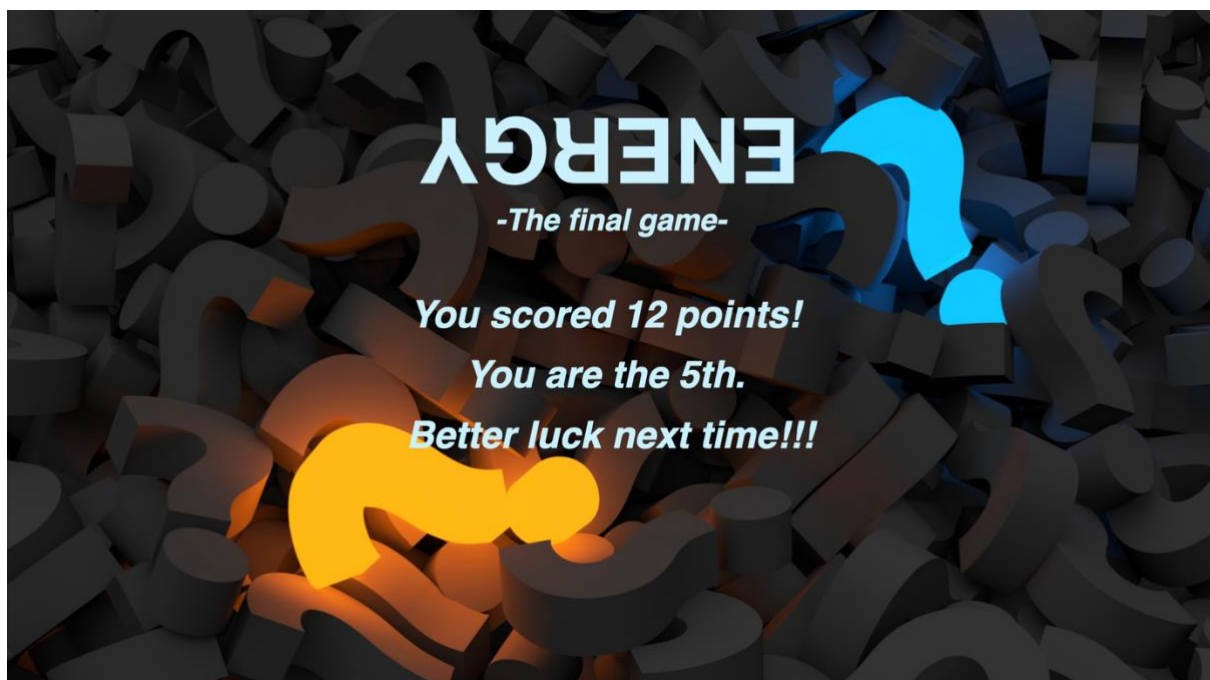 ENERGY
-The final game-
You scored 12 points!
You are the 5th.
Better luck next time!!!